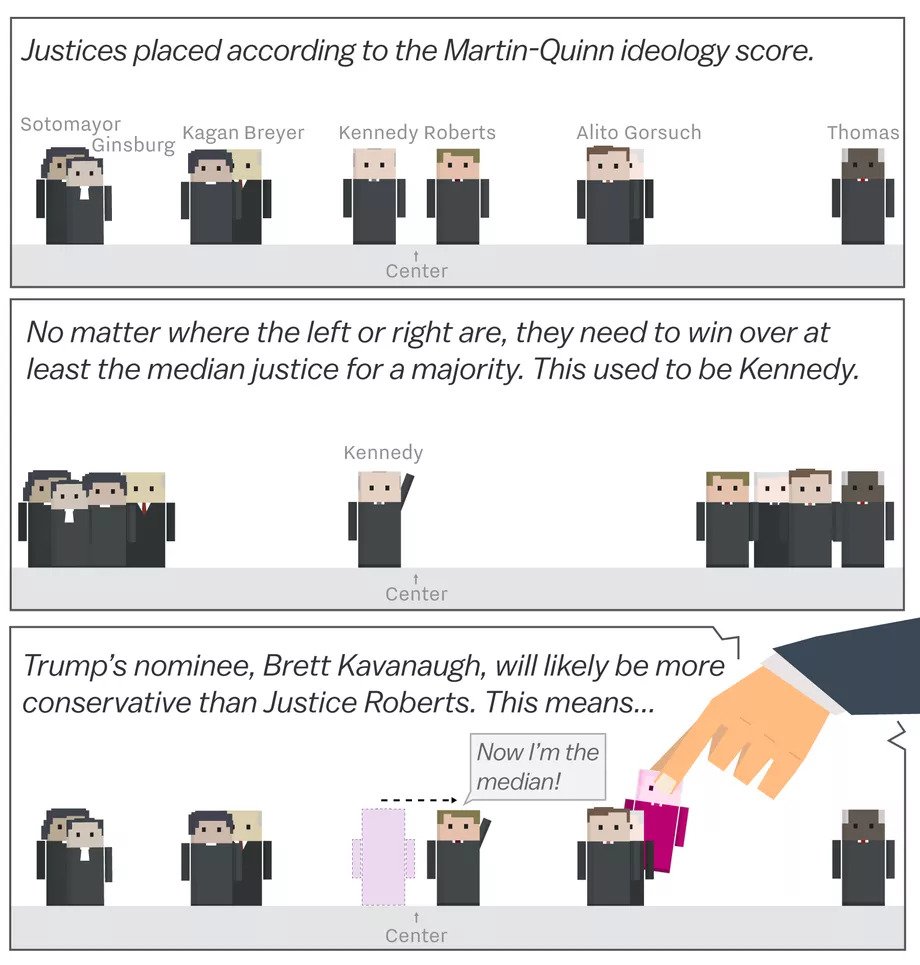 Justices placed according to the Martin-Quinn ideology score.
Sotomayor
Ginsburg
Kagan Breyer
Kennedy Roberts
Alito Gorsuch
Thomas
Center
No matter where the left or right are, they need to win over at
least the median justice for a majority. This used to be Kennedy.
Kennedy
Center
Trump's nominee, Brett Kavanaugh, will likely be more
conservative than Justice Roberts. This means...
Now I'm the
median!
Center